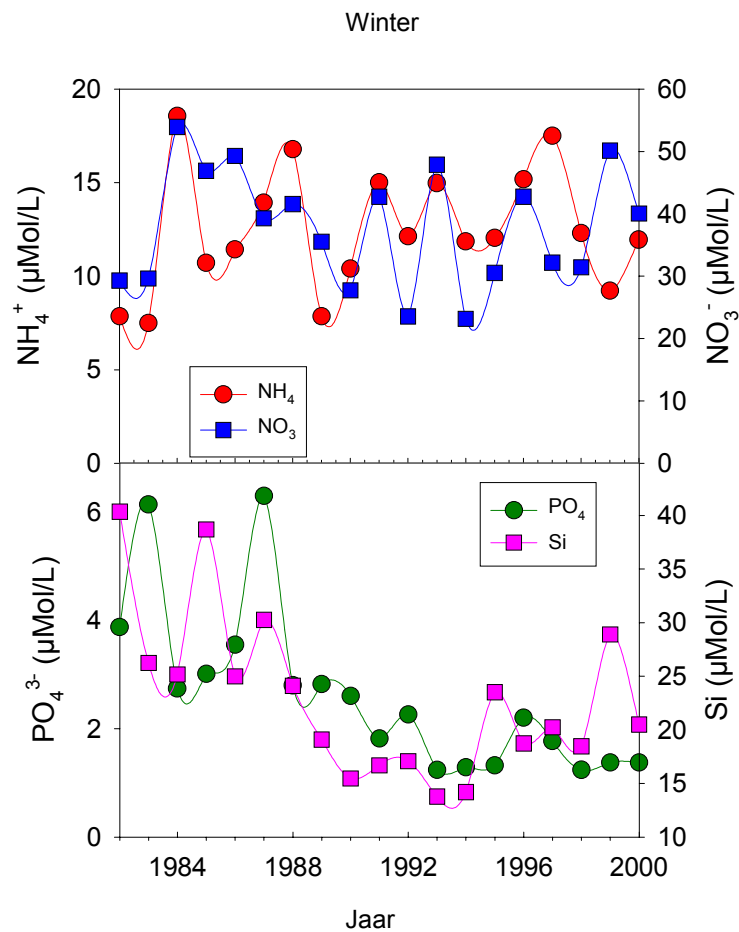 Winter
20
15
10
5
0
NH₄⁺ (µMol/L)
60
50
40
30
20
10
0
NO₃⁻ (µMol/L)
NH₄
NO₃
6
4
2
0
PO₄³⁻ (µMol/L)
40
35
30
25
20
15
10
Si (µMol/L)
PO₄
Si
1984
1988
1992
1996
2000
Jaar